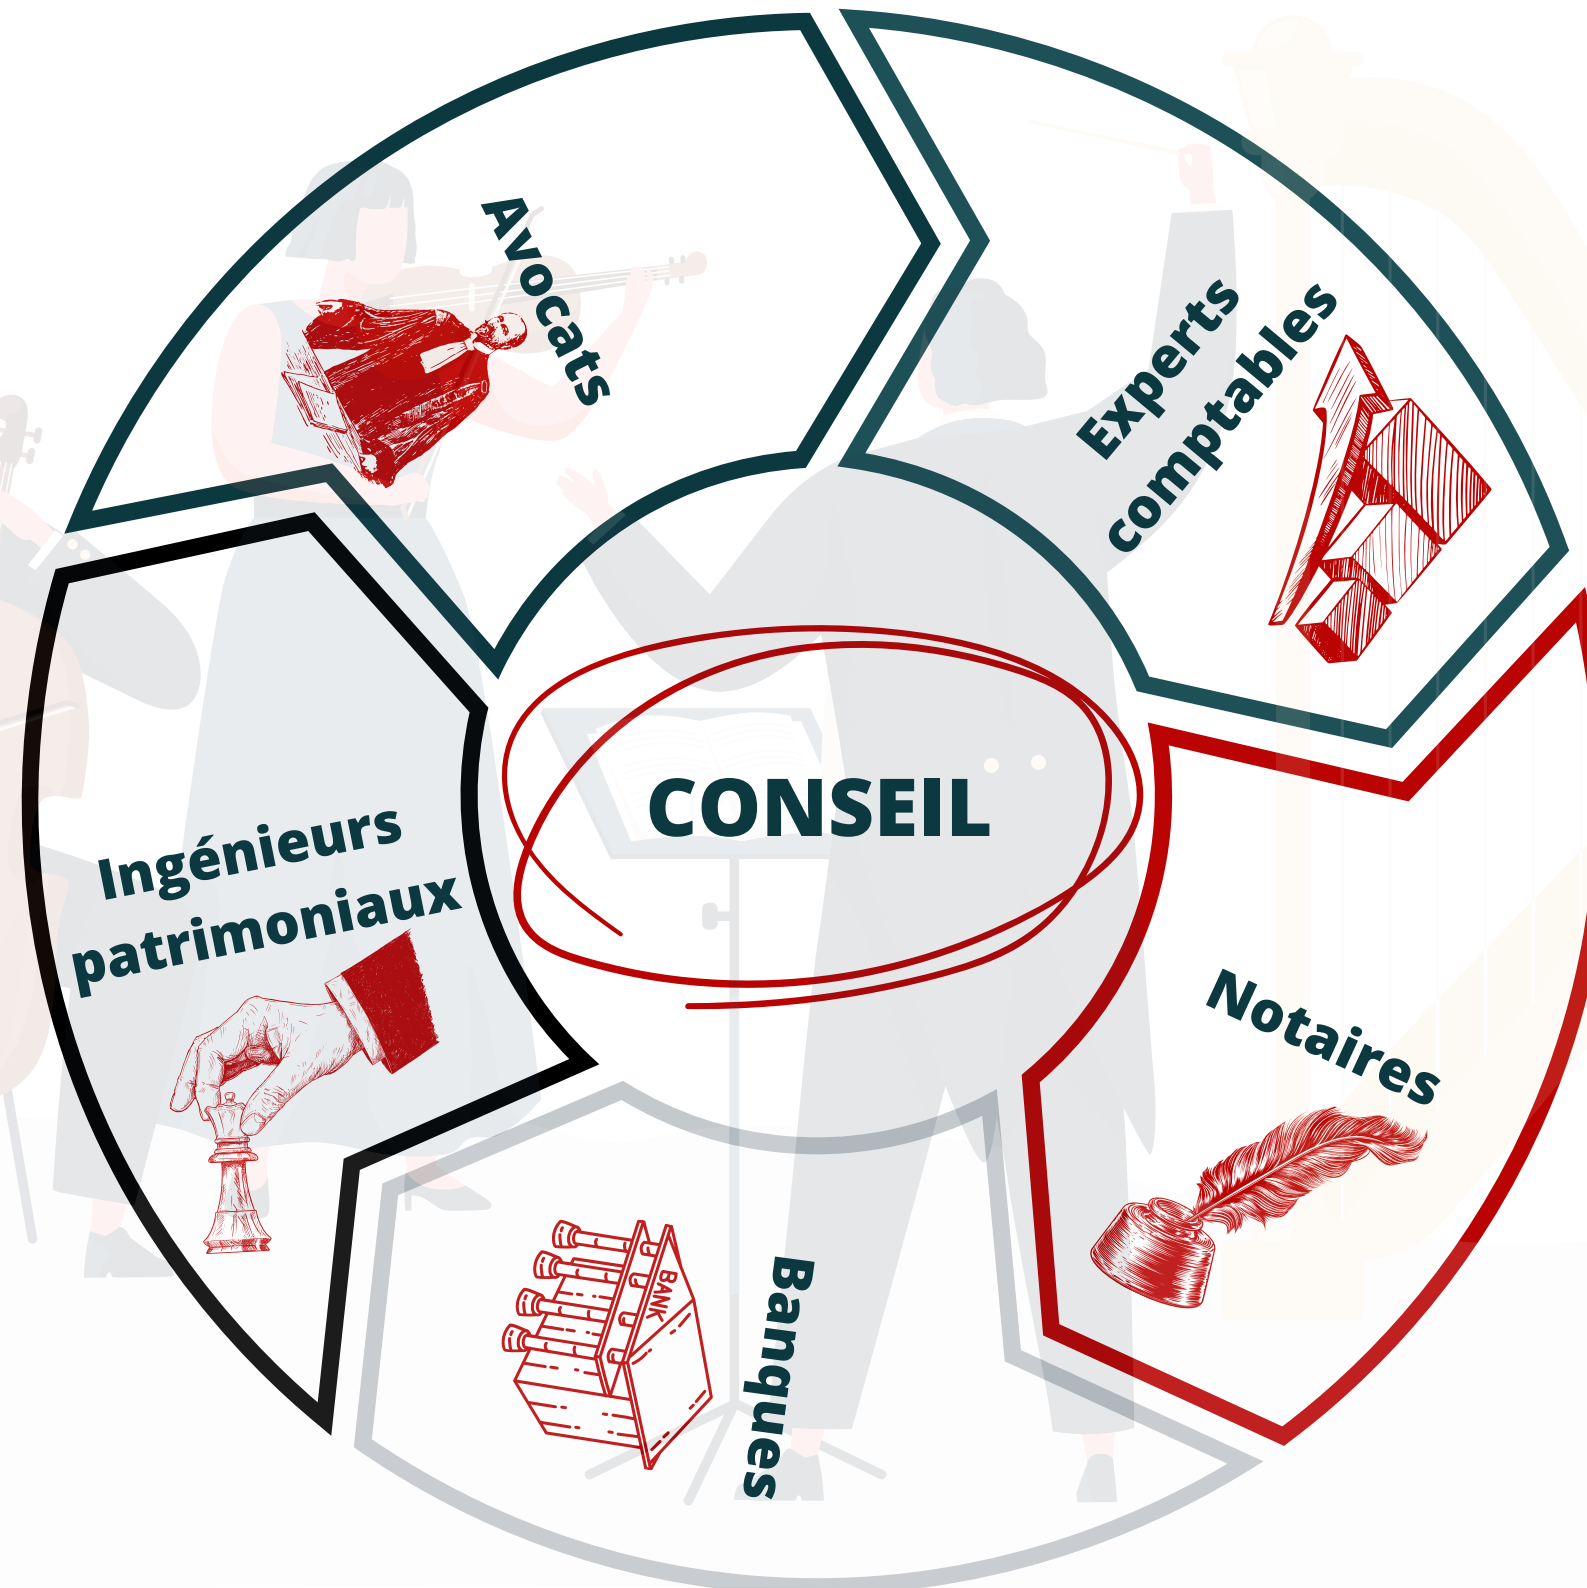 Avocats
Experts
comptables
CONSEIL
Ingénieurs
patrimoniaux
Notaires
Banques
BANK